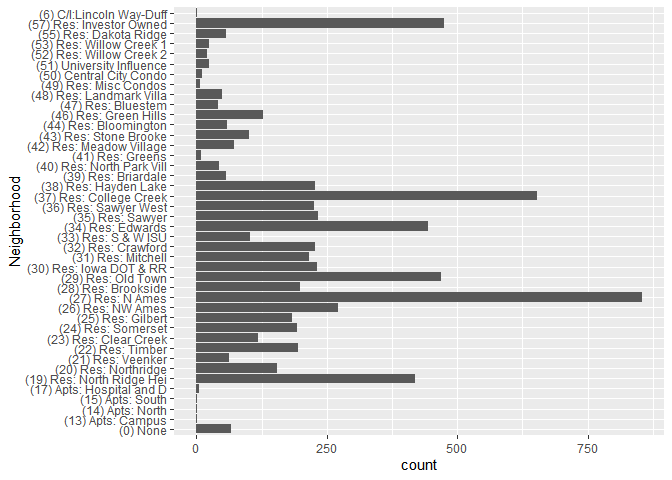 (6) C/I:Lincoln Way-Duff
(57) Res: Investor Owned
(55) Res: Dakota Ridge
(53) Res: Willow Creek 1
(52) Res: Willow Creek 2
(51) University Influence
(50) Central City Condo
(49) Res: Misc Condos
(48) Res: Landmark Villa
(47) Res: Bluestem
(46) Res: Green Hills
(44) Res: Bloomington
(43) Res: Stone Brooke
(42) Res: Meadow Village
(41) Res: Greens
(40) Res: North Park Vill
(39) Res: Briardale
(38) Res: Hayden Lake
(37) Res: College Creek
(36) Res: Sawyer West
(35) Res: Sawyer
(34) Res: Edwards
(33) Res: S & W ISU
(32) Res: Crawford
(31) Res: Mitchell
(30) Res: Iowa DOT & RR
(29) Res: Old Town
(28) Res: Brookside
(27) Res: N Ames
(26) Res: NW Ames
(25) Res: Gilbert
(24) Res: Somerset
(23) Res: Clear Creek
(22) Res: Timber
(21) Res: Veenker
(20) Res: Northridge
(19) Res: North Ridge Hei
(17) Apts: Hospital and D
(15) Apts: South
(14) Apts: North
(13) Apts: Campus
(0) None
Neighborhood
0 250 500 750
count